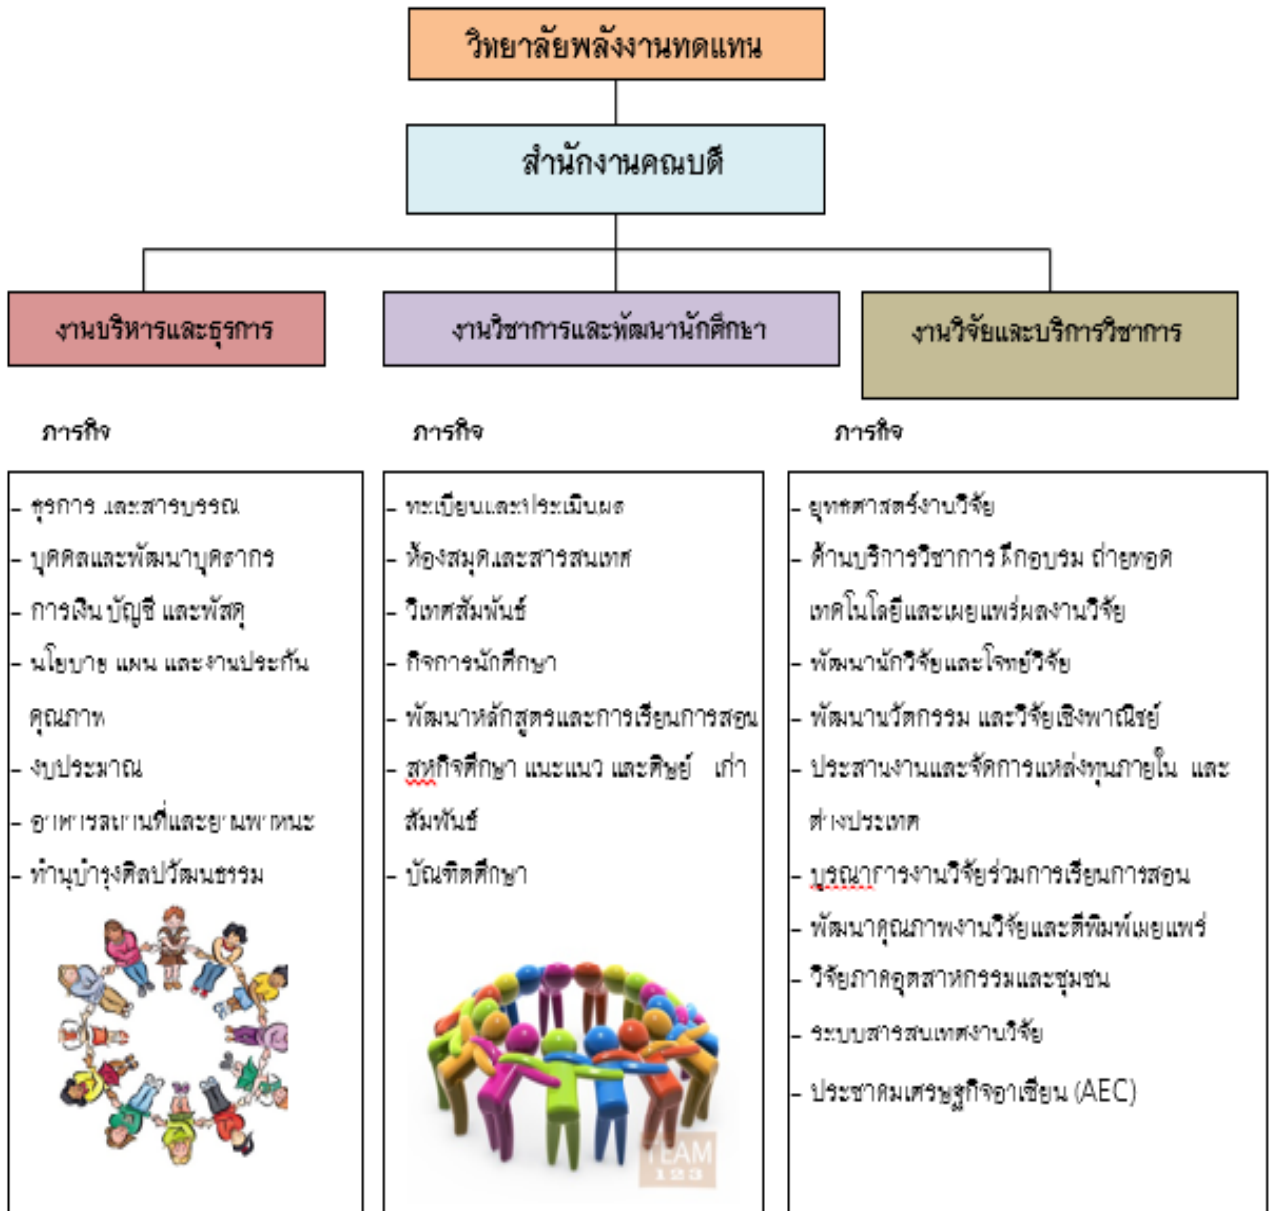 วิทยาลัยพลังงานทดแทน
สำนักงานคณบดี
งานบริหารและธุรการ
งานวิชาการและพัฒนานักศึกษา
งานวิจัยและบริการวิชาการ
ภารกิจ
- ธุรการ และสารบรรณ
- บุคคลและพัฒนาบุคลากร
- การเงิน บัญชี และพัสดุ
- นโยบาย แผน และงานประกัน
คุณภาพ
- งบประมาณ
- อาคารสถานที่และยานพาหนะ
- ทำนุบำรุงศิลปวัฒนธรรม
ภารกิจ
- ทะเบียนและประเมินผล
- ห้องสมุดและสารสนเทศ
- วิเทศสัมพันธ์
- กิจการนักศึกษา
- พัฒนาหลักสูตรและการเรียนการสอน
- สหกิจศึกษา แนะแนว และศิษย์ เก่า
สัมพันธ์
- บัณฑิตศึกษา
TEAM
123
ภารกิจ
- ยุทธศาสตร์งานวิจัย
- ด้านบริการวิชาการ ฝึกอบรม ถ่ายทอด
เทคโนโลยีและเผยแพร่ผลงานวิจัย
- พัฒนานักวิจัยและโจทย์วิจัย
- พัฒนานวัตกรรม และวิจัยเชิงพาณิชย์
- ประสานงานและจัดการแหล่งทุนภายใน และ
ต่างประเทศ
- บูรณาการงานวิจัยร่วมการเรียนการสอน
- พัฒนาคุณภาพงานวิจัยและตีพิมพ์เผยแพร่
- วิจัยภาคอุตสาหกรรมและชุมชน
- ระบบสารสนเทศงานวิจัย
- ประชาคมเศรษฐกิจอาเซียน (AEC)